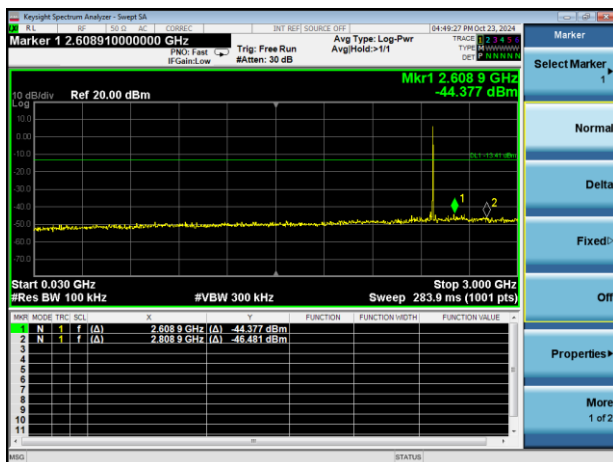 Keysight Spectrum Analyzer - Swept SA
RL RF 50 Ω AC CORREC INT REF SOURCE OFF 04:49:27 PM Oct 23, 2024
Marker 1 2.608910000000 GHz
PNO: Fast
IFGain:Low
Trig: Free Run
#Atten: 30 dB
Avg Type: Log-Pwr
Avg|Hold:>1/1
TRACE 1 2 3 4 5 6
TYPE M W W W W W
DET P N N N N N
Mkr1 2.608 9 GHz
-44.377 dBm
10 dB/div Ref 20.00 dBm
Log
10.0
0.00
-10.0
DL1 -13.41 dBm
-20.0
-30.0
-40.0
1
2
-50.0
-60.0
-70.0
Start 0.030 GHz Stop 3.000 GHz
#Res BW 100 kHz #VBW 300 kHz Sweep 283.9 ms (1001 pts)
MKR MODE TRC SCL X Y FUNCTION FUNCTION WIDTH FUNCTION VALUE
1 N 1 f (Δ) 2.608 9 GHz (Δ) -44.377 dBm
2 N 1 f (Δ) 2.808 9 GHz (Δ) -46.481 dBm
3
4
5
6
7
8
9
10
11
MSG STATUS
Marker
Select Marker
1
Normal
Delta
Fixed
Off
Properties
More
1 of 2